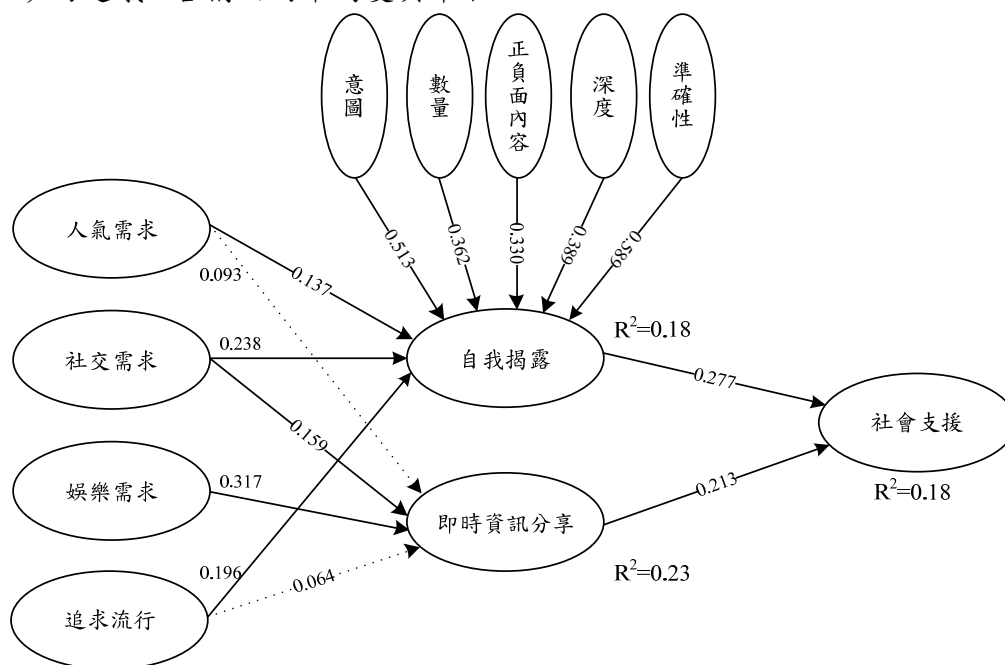 意圖
數量
正負面內容
深度
準確性
0.513
0.362
0.330
0.389
0.589
人氣需求
0.093
0.137
社交需求
0.238
0.159
娛樂需求
0.317
追求流行
0.196
0.064
自我揭露
R²=0.18
0.277
即時資訊分享
R²=0.23
0.213
社會支援
R²=0.18